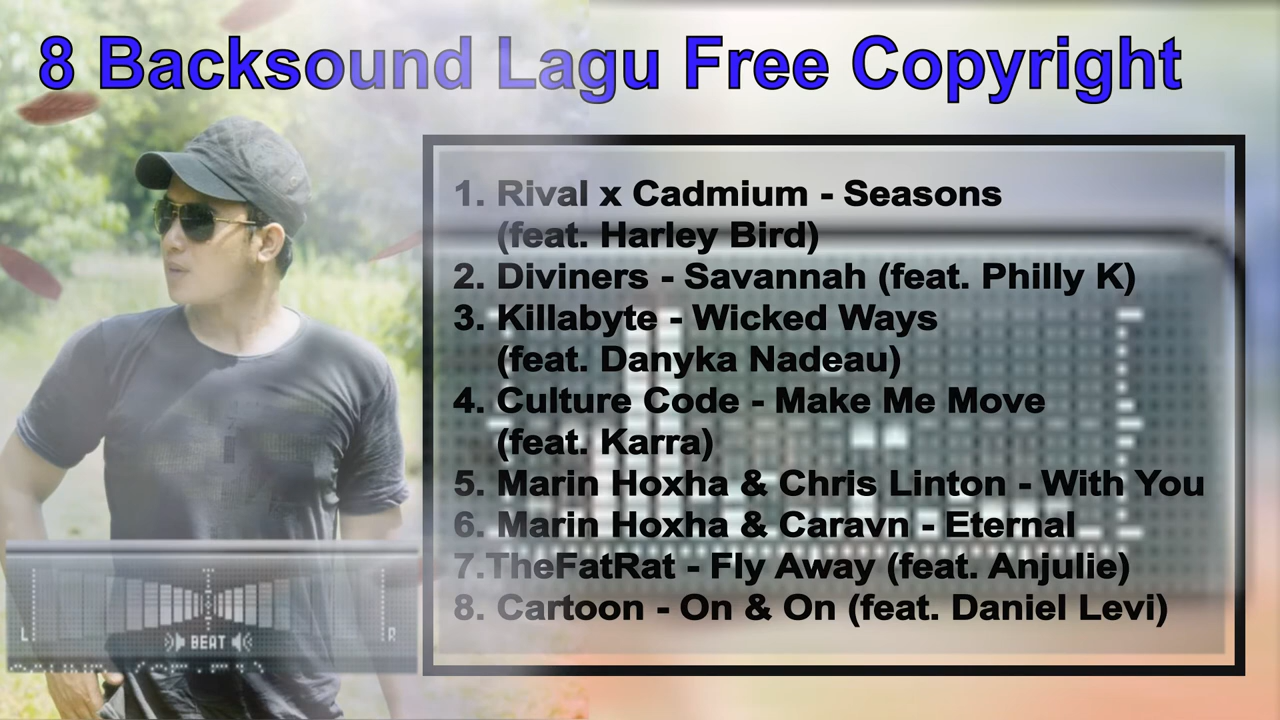 8 Backsound Lagu Free Copyright
1. Rival x Cadmium - Seasons
(feat. Harley Bird)
2. Diviners - Savannah (feat. Philly K)
3. Killabyte - Wicked Ways
(feat. Danyka Nadeau)
4. Culture Code - Make Me Move
(feat. Karra)
5. Marin Hoxha & Chris Linton - With You
6. Marin Hoxha & Caravn - Eternal
7.TheFatRat - Fly Away (feat. Anjulie)
8. Cartoon - On & On (feat. Daniel Levi)
L R
BEAT